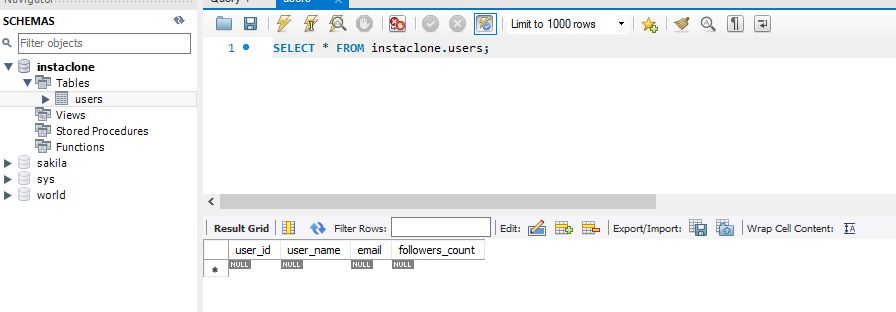 Navigator
SCHEMAS
Filter objects
instaclone
Tables
users
Views
Stored Procedures
Functions
sakila
sys
world
users
Limit to 1000 rows
1
SELECT * FROM instaclone.users;
Result Grid
Filter Rows:
Edit:
Export/Import:
Wrap Cell Content:
user_id user_name email followers_count
* NULL NULL NULL NULL